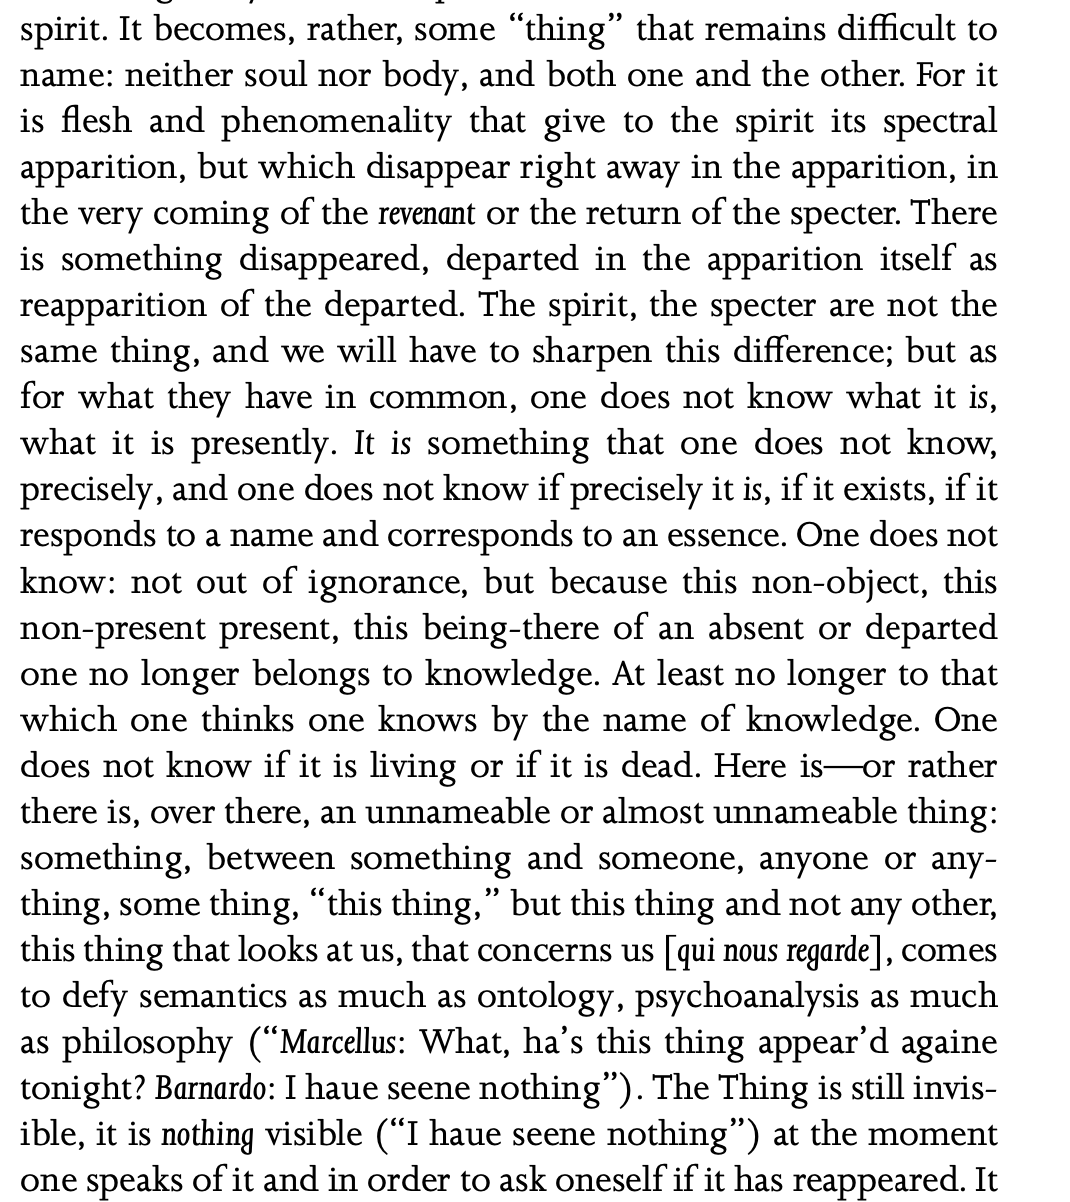 spirit. It becomes, rather, some “thing” that remains difficult to
name: neither soul nor body, and both one and the other. For it
is flesh and phenomenality that give to the spirit its spectral
apparition, but which disappear right away in the apparition, in
the very coming of the revenant or the return of the specter. There
is something disappeared, departed in the apparition itself as
reapparition of the departed. The spirit, the specter are not the
same thing, and we will have to sharpen this difference; but as
for what they have in common, one does not know what it is,
what it is presently. It is something that one does not know,
precisely, and one does not know if precisely it is, if it exists, if it
responds to a name and corresponds to an essence. One does not
know: not out of ignorance, but because this non-object, this
non-present present, this being-there of an absent or departed
one no longer belongs to knowledge. At least no longer to that
which one thinks one knows by the name of knowledge. One
does not know if it is living or if it is dead. Here is—or rather
there is, over there, an unnameable or almost unnameable thing:
something, between something and someone, anyone or any-
thing, some thing, “this thing,” but this thing and not any other,
this thing that looks at us, that concerns us [qui nous regarde], comes
to defy semantics as much as ontology, psychoanalysis as much
as philosophy (“Marcellus: What, ha’s this thing appear’d againe
tonight? Barnardo: I haue seene nothing”). The Thing is still invis-
ible, it is nothing visible (“I haue seene nothing”) at the moment
one speaks of it and in order to ask oneself if it has reappeared. It